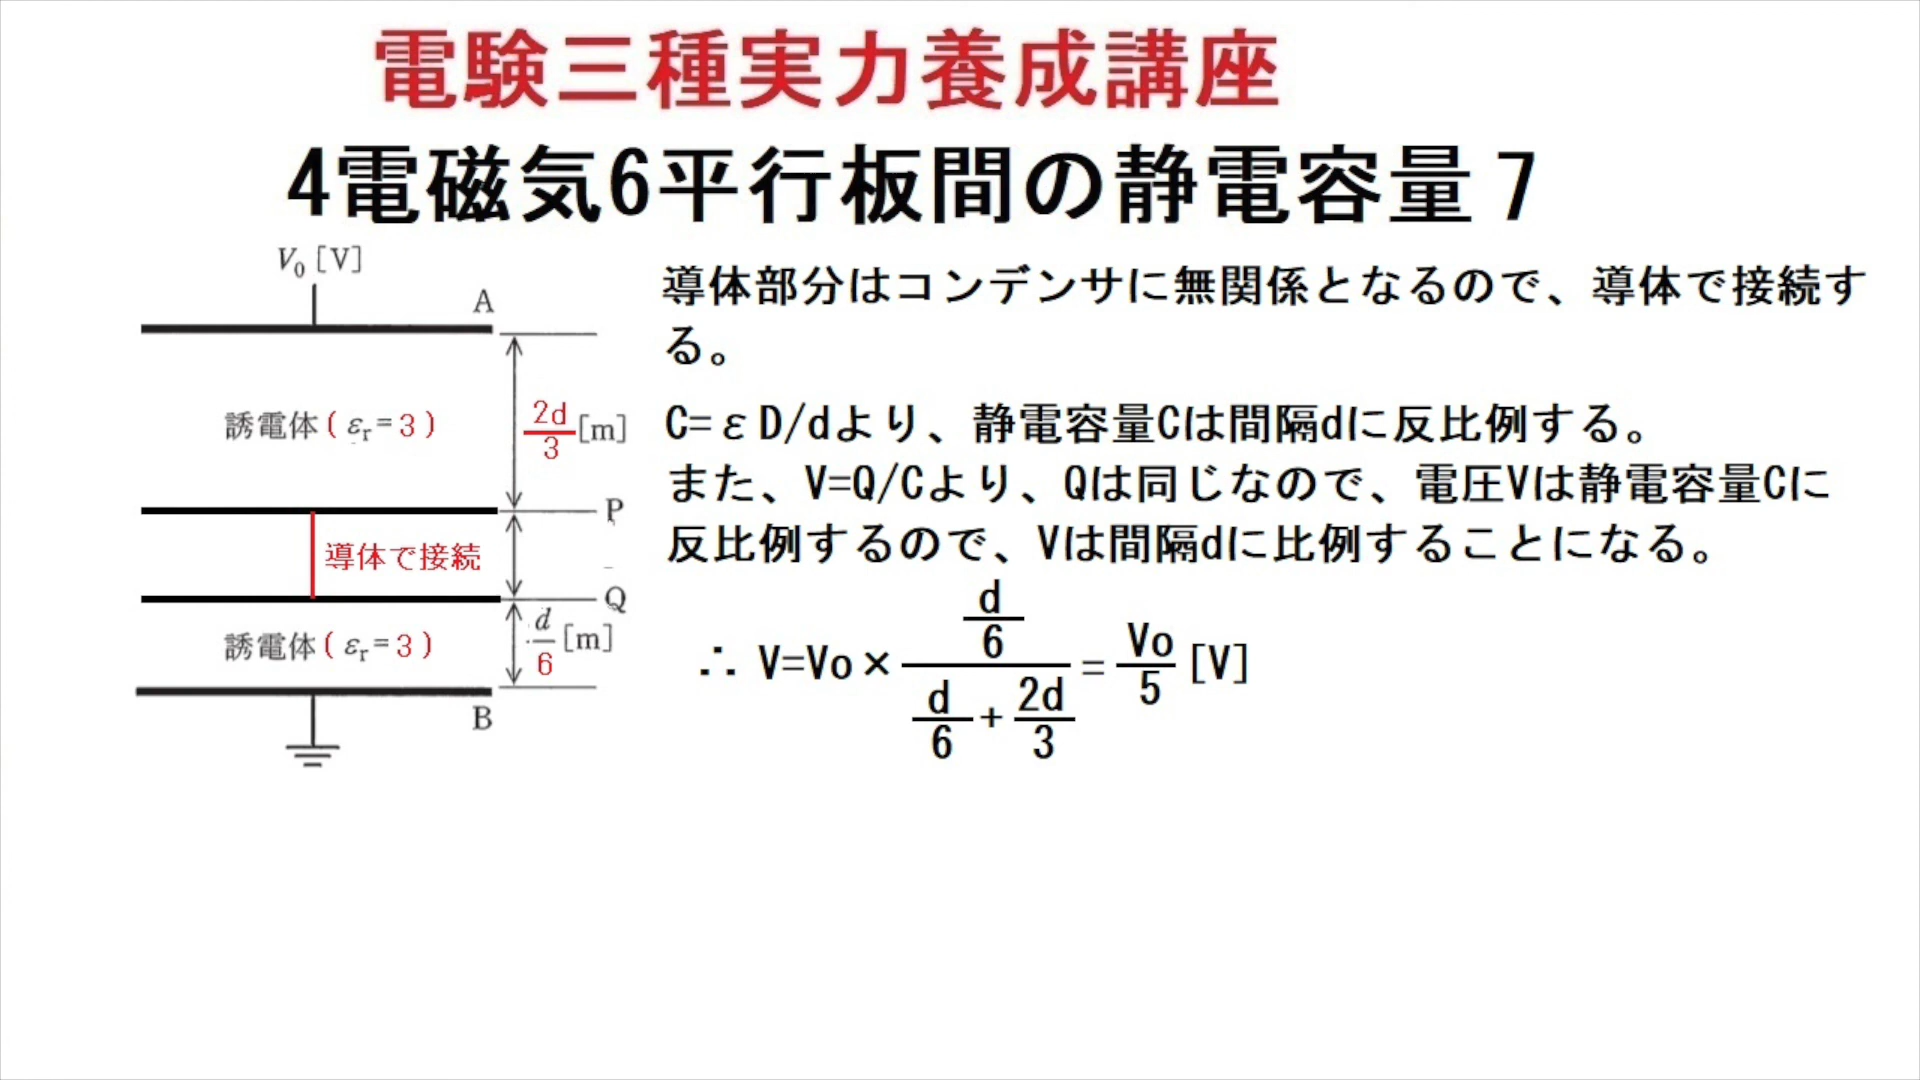 電験三種実力養成講座
4電磁気6平行板間の静電容量7
V₀ [V]
A
誘電体(εr=3)
2d/3 [m]
P
導体で接続
Q
誘電体(εr=3)
d/6 [m]
B
導体部分はコンデンサに無関係となるので、導体で接続す
る。
C=εD/dより、静電容量Cは間隔dに反比例する。
また、V=Q/Cより、Qは同じなので、電圧Vは静電容量Cに
反比例するので、Vは間隔dに比例することになる。
∴ V=Vo×(d/6)/(d/6+2d/3)=Vo/5[V]